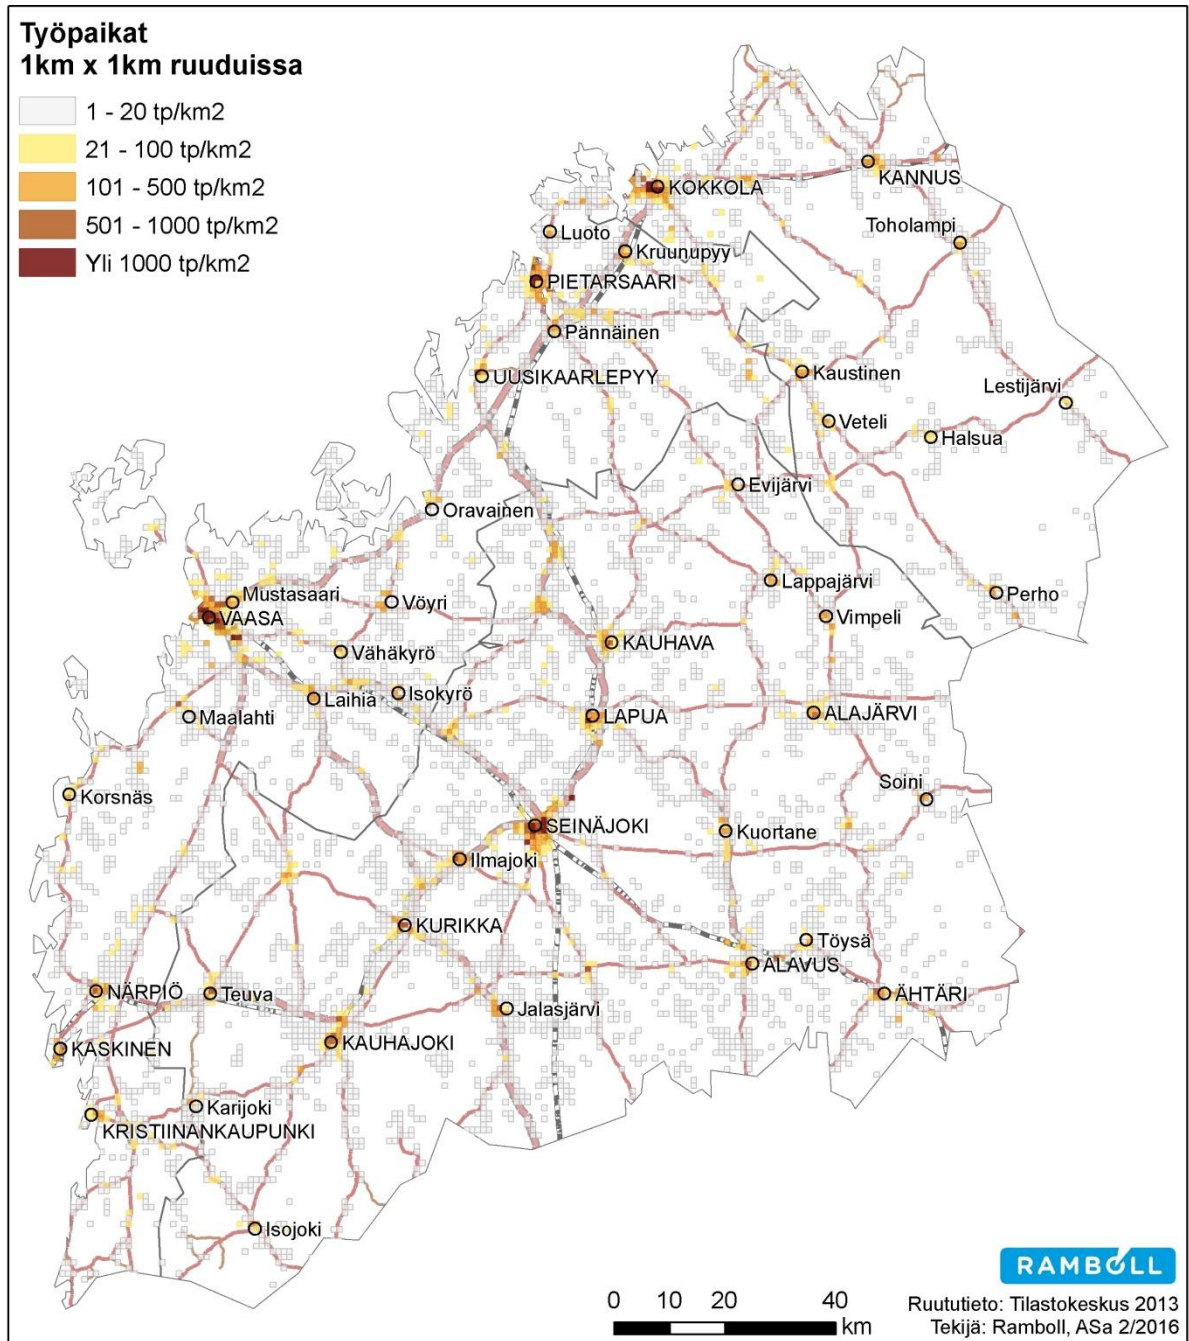 Työpaikat
1km x 1km ruuduissa
1 - 20 tp/km2
21 - 100 tp/km2
101 - 500 tp/km2
501 - 1000 tp/km2
Yli 1000 tp/km2
KANNUS
KOKKOLA
Toholampi
Luoto
Kruunupyy
PIETARSAARI
Pännäinen
UUSIKAARLEPYY
Kaustinen
Lestijärvi
Veteli
Halsua
Evijärvi
Oravainen
Lappajärvi
Perho
Mustasaari
Vöyri
VAASA
Vimpeli
KAUHAVA
Vähäkyrö
Isokyrö
Laihia
Maalahti
LAPUA
ALAJÄRVI
Soini
Korsnäs
SEINÄJOKI
Kuortane
Ilmajoki
KURIKKA
Töysä
ALAVUS
NÄRPIÖ
Teuva
ÄHTÄRI
Jalasjärvi
KASKINEN
KAUHAJOKI
Karijoki
KRISTIINANKAUPUNKI
Isojoki
RAMBOLL
0 10 20 40
km
Ruututieto: Tilastokeskus 2013
Tekijä: Ramboll, ASa 2/2016